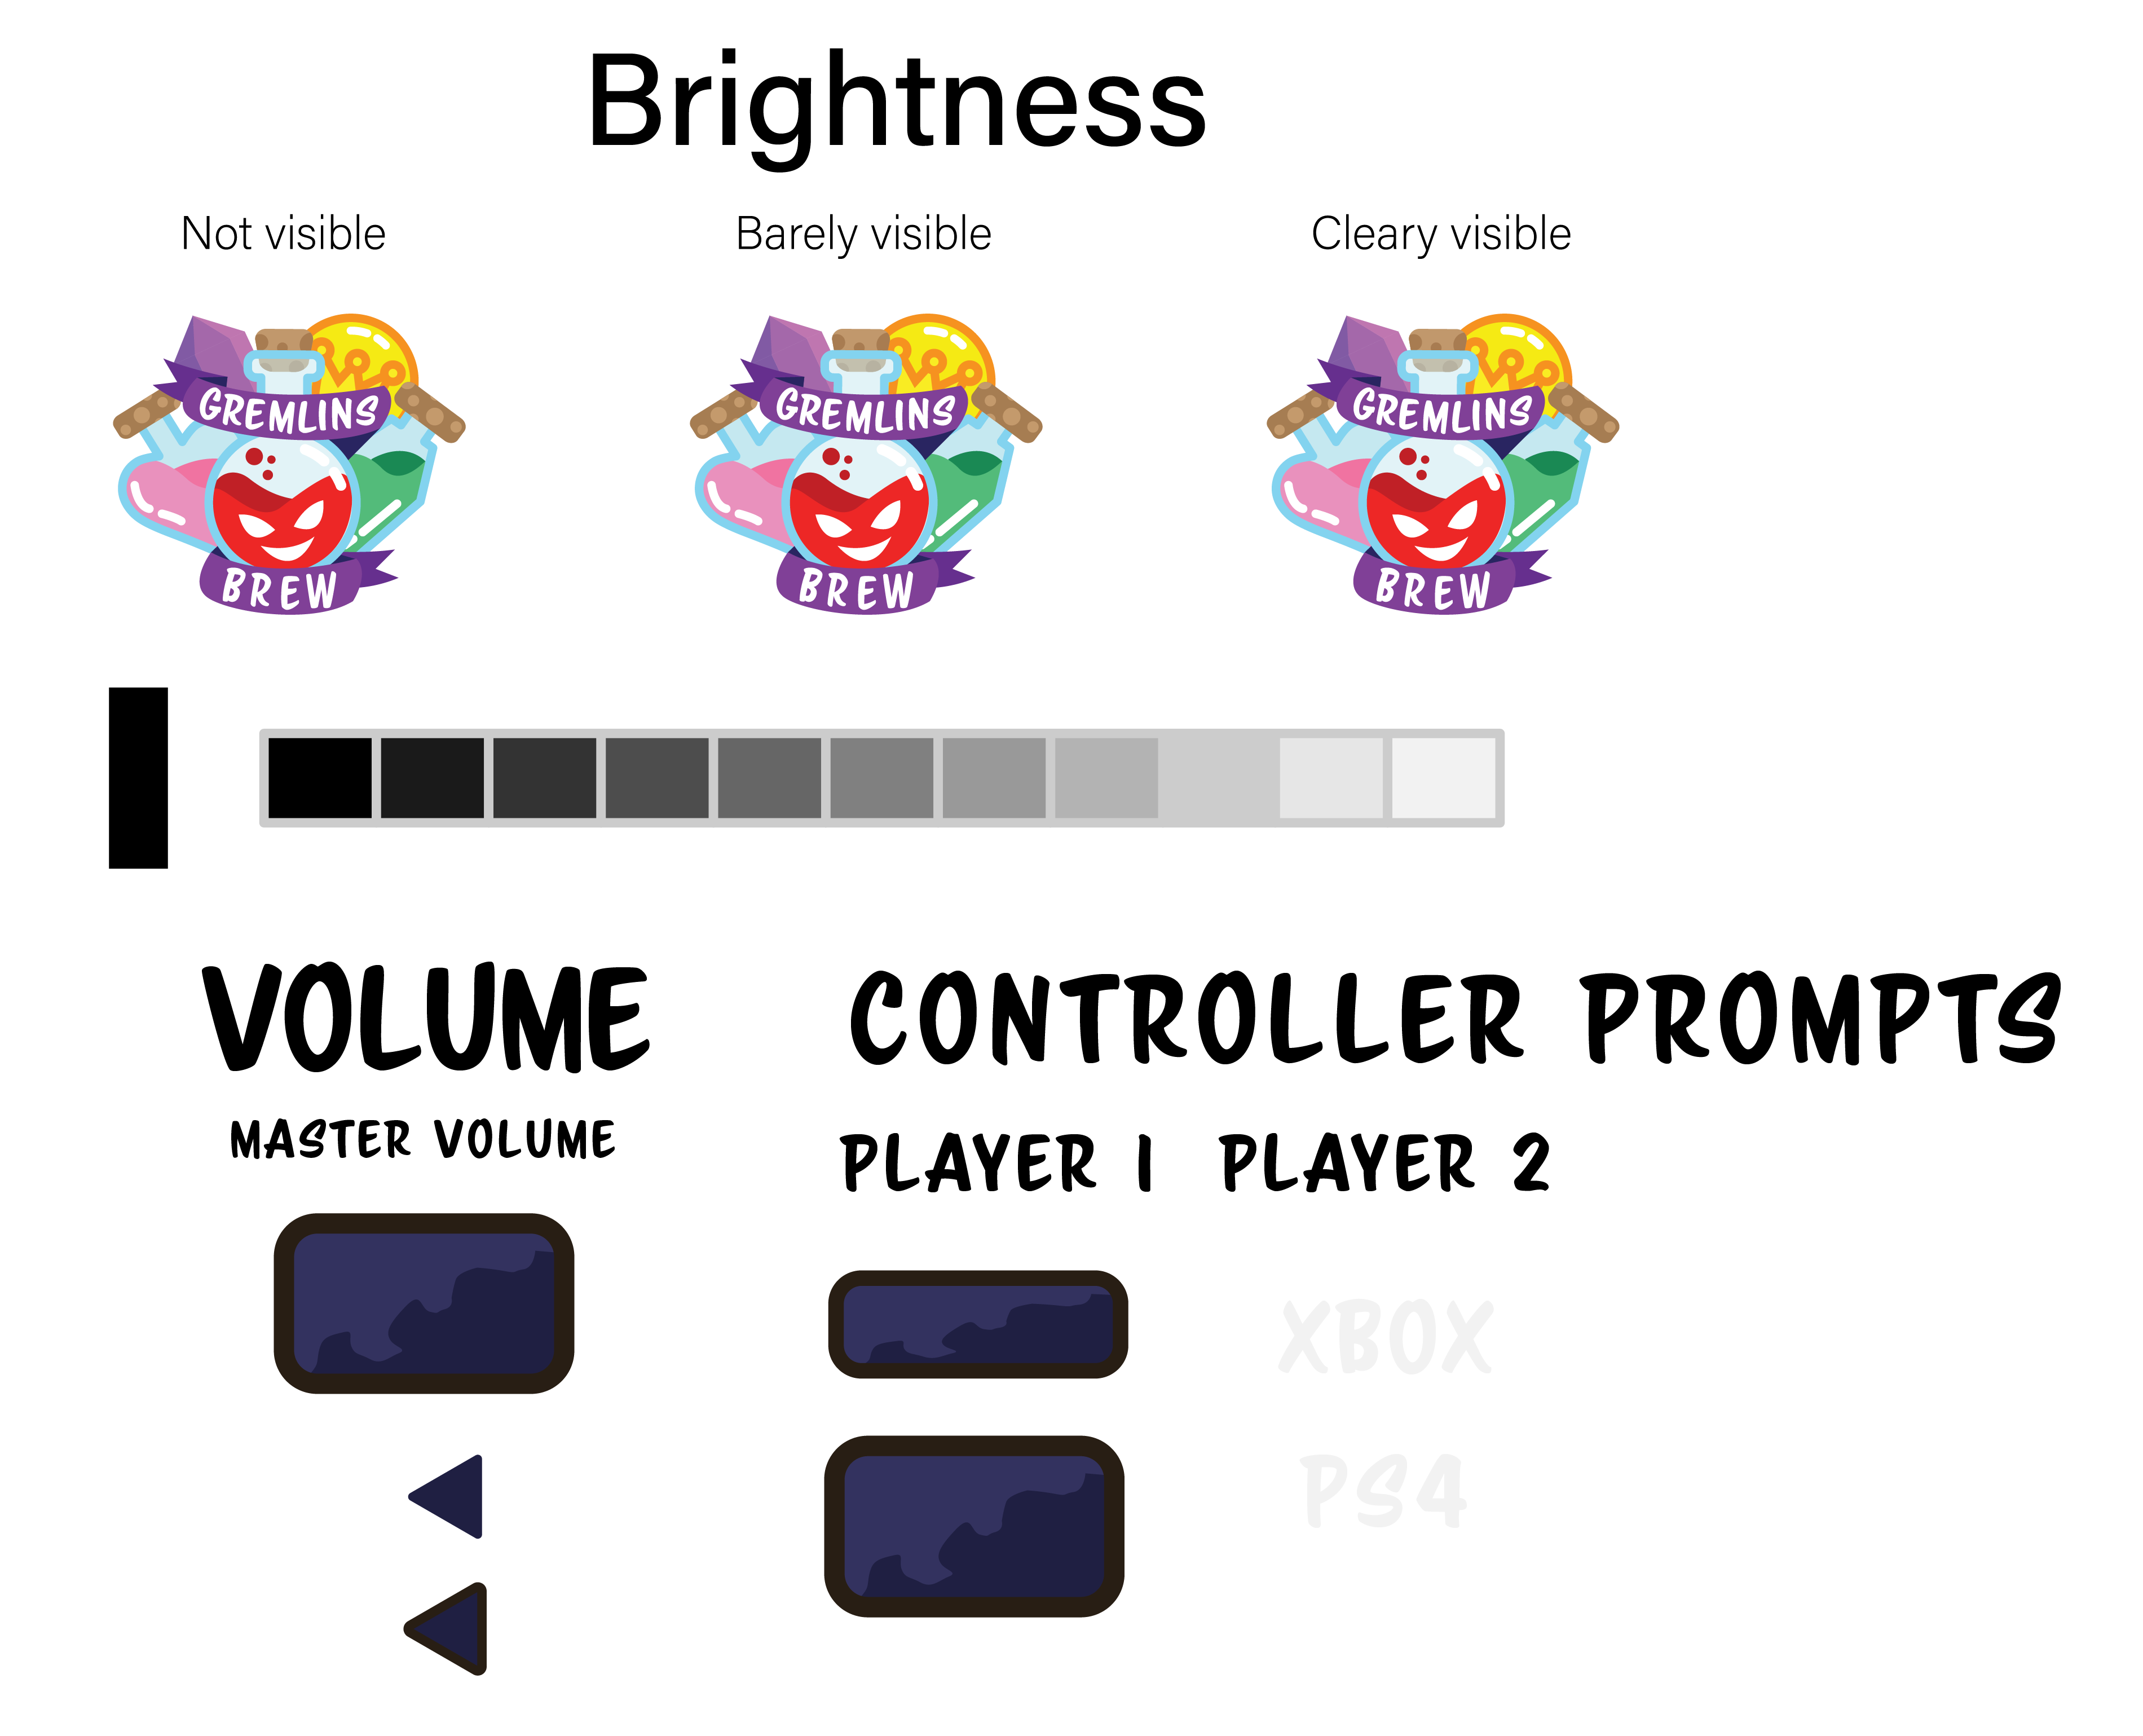 Brightness
Not visible
Barely visible
Cleary visible
GREMLINS
BREW
GREMLINS
BREW
GREMLINS
BREW
VOLUME
CONTROLLER PROMPTS
MASTER VOLUME
PLAYER 1
PLAYER 2
XBOX
PS4